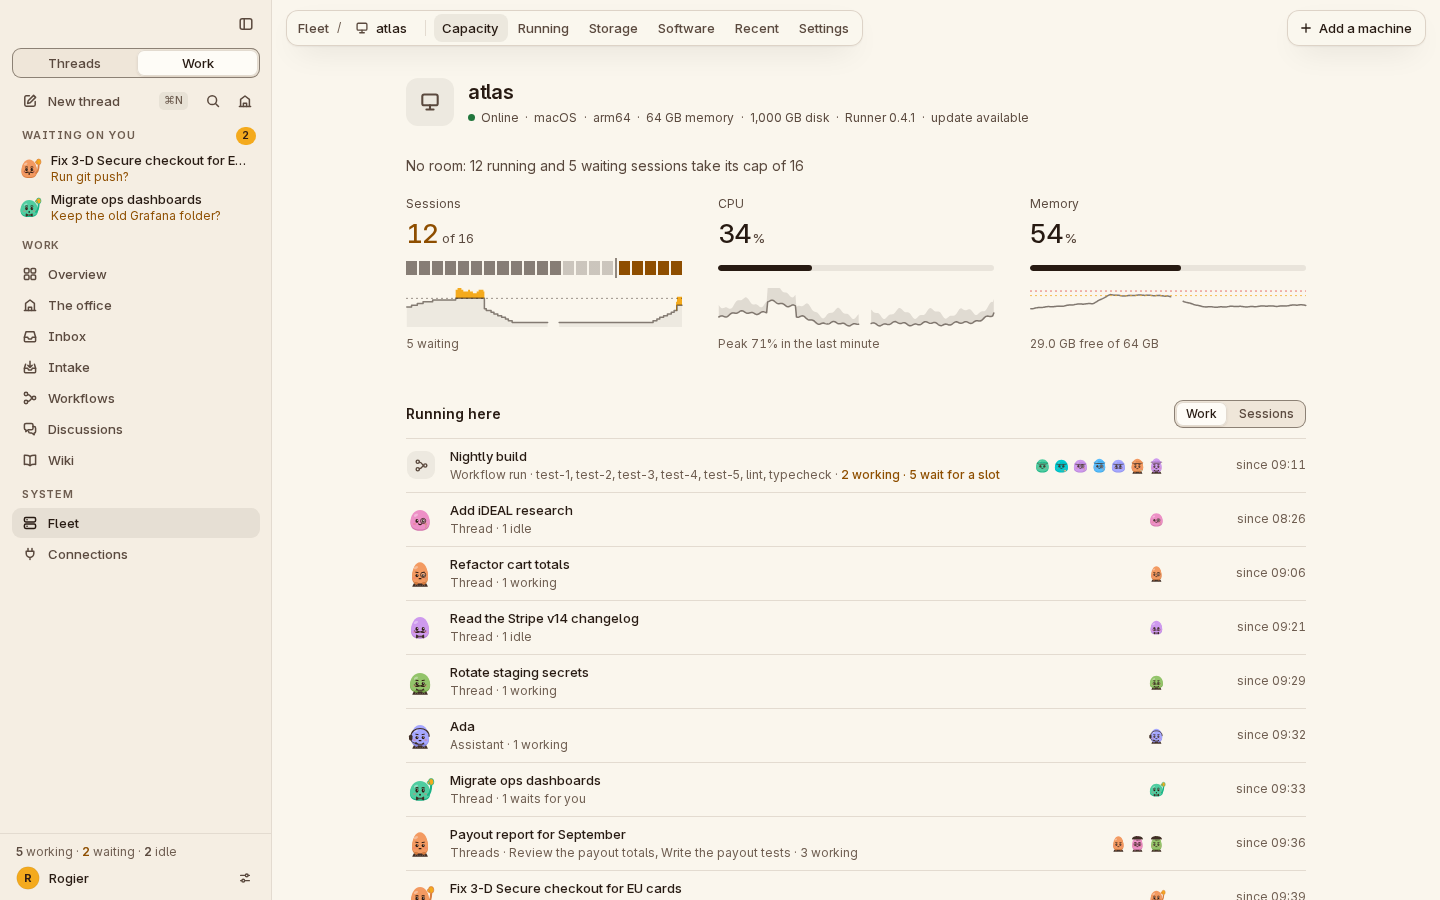 Threads
Work
New thread
⌘N
WAITING ON YOU
2
Fix 3-D Secure checkout for E…
Run git push?
Migrate ops dashboards
Keep the old Grafana folder?
WORK
Overview
The office
Inbox
Intake
Workflows
Discussions
Wiki
SYSTEM
Fleet
Connections
5 working · 2 waiting · 2 idle
R
Rogier
Fleet / atlas
Capacity
Running
Storage
Software
Recent
Settings
Add a machine
atlas
Online · macOS · arm64 · 64 GB memory · 1,000 GB disk · Runner 0.4.1 · update available
No room: 12 running and 5 waiting sessions take its cap of 16
Sessions
12 of 16
5 waiting
CPU
34%
Peak 71% in the last minute
Memory
54%
29.0 GB free of 64 GB
Running here
Work
Sessions
Nightly build
Workflow run · test-1, test-2, test-3, test-4, test-5, lint, typecheck · 2 working · 5 wait for a slot
since 09:11
Add iDEAL research
Thread · 1 idle
since 08:26
Refactor cart totals
Thread · 1 working
since 09:06
Read the Stripe v14 changelog
Thread · 1 idle
since 09:21
Rotate staging secrets
Thread · 1 working
since 09:29
Ada
Assistant · 1 working
since 09:32
Migrate ops dashboards
Thread · 1 waits for you
since 09:33
Payout report for September
Threads · Review the payout totals, Write the payout tests · 3 working
since 09:36
Fix 3-D Secure checkout for EU cards
since 09:39